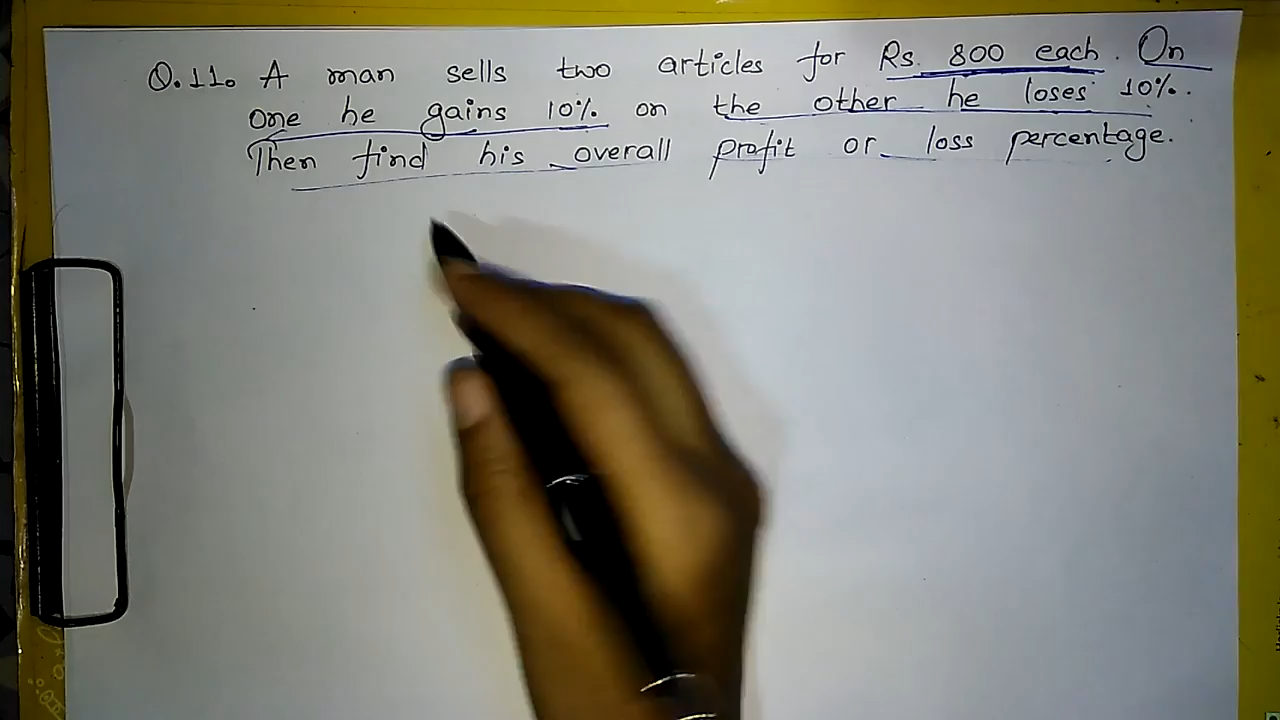 Q.11. A man sells two articles for Rs. 800 each. On
one he gains 10% on the other he loses 10%.
Then find his overall profit or loss percentage.